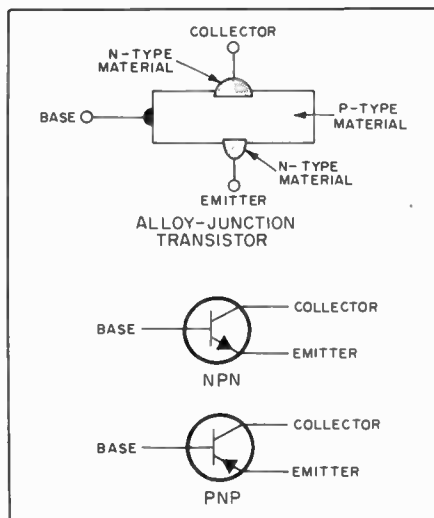 COLLECTOR
N-TYPE
MATERIAL
BASE
P-TYPE
MATERIAL
N-TYPE
MATERIAL
EMITTER
ALLOY-JUNCTION
TRANSISTOR
COLLECTOR
BASE
EMITTER
NPN
COLLECTOR
BASE
EMITTER
PNP